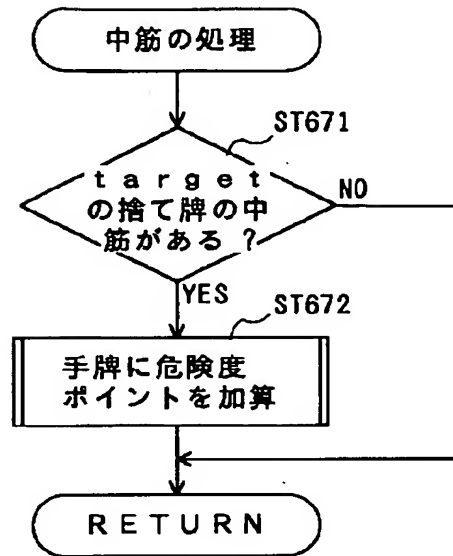 中筋の処理
ST671
target
の捨て牌の中
筋がある ?
NO
YES
ST672
手牌に危険度
ポイントを加算
RETURN